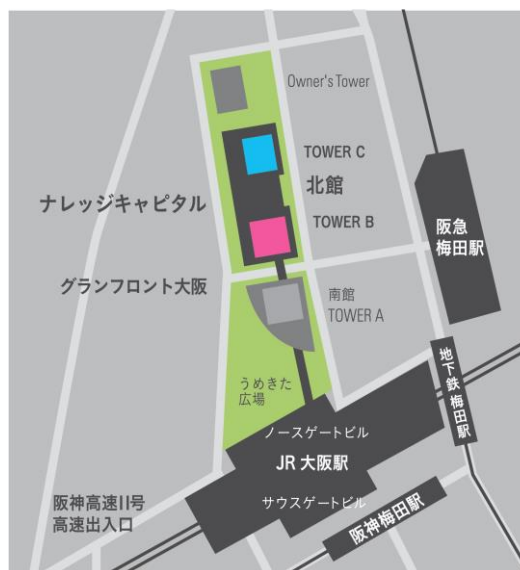 Owner's Tower
TOWER C
北館
ナレッジキャピタル
TOWER B
阪急
梅田駅
グランフロント大阪
南館
TOWER A
地下鉄 梅田駅
うめきた
広場
ノースゲートビル
JR 大阪駅
サウスゲートビル
阪神高速11号
高速出入口
阪神梅田駅